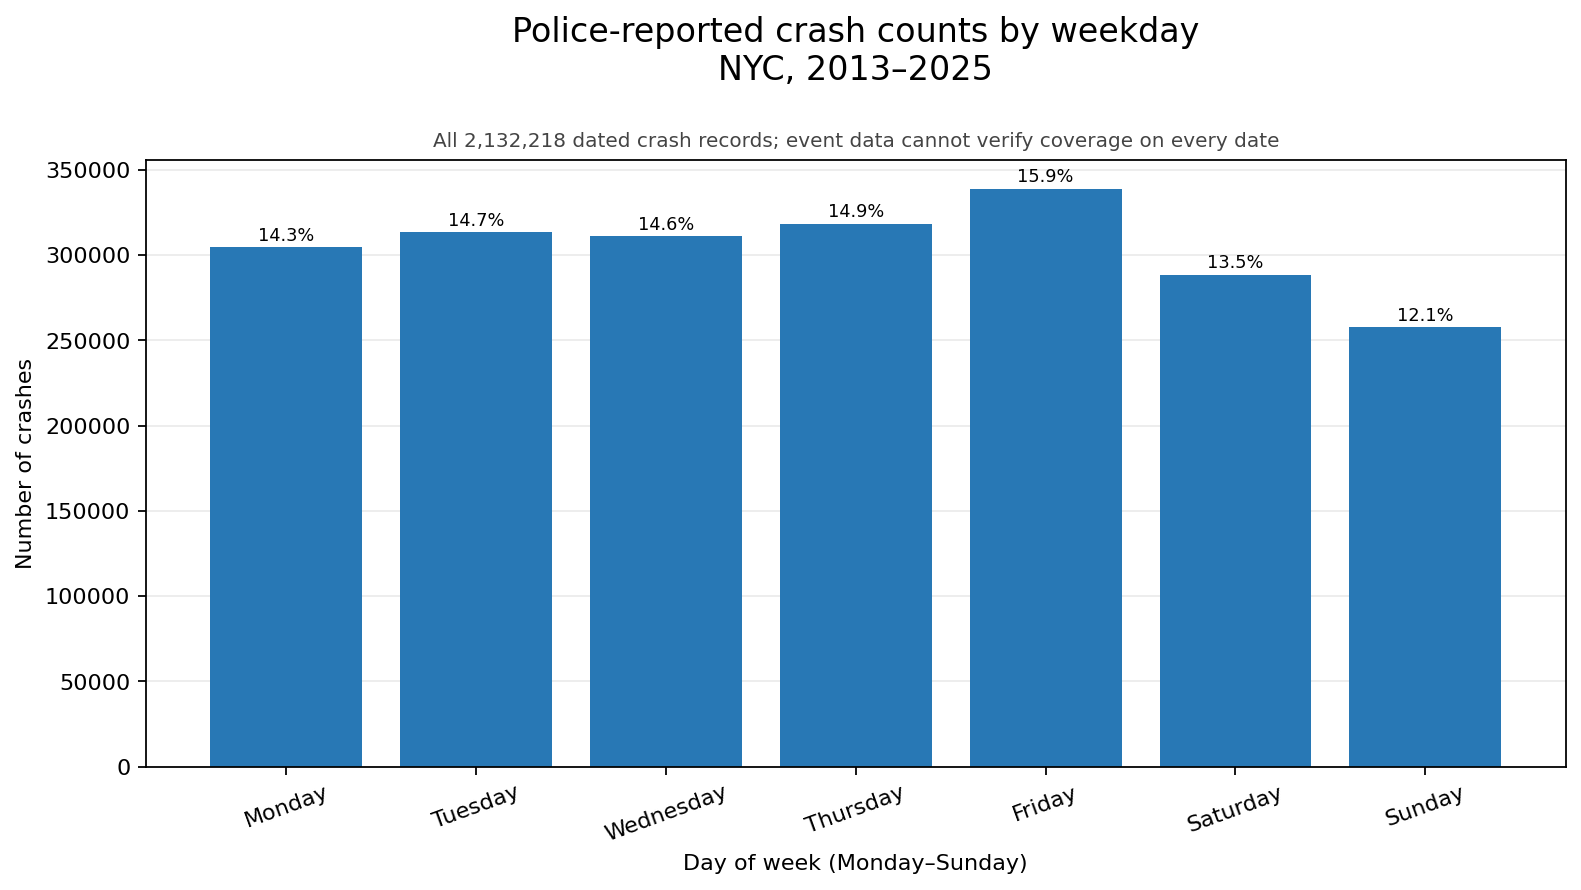 Police-reported crash counts by weekday
NYC, 2013–2025
All 2,132,218 dated crash records; event data cannot verify coverage on every date
Number of crashes
350000
300000
250000
200000
150000
100000
50000
0
14.3%
14.7%
14.6%
14.9%
15.9%
13.5%
12.1%
Monday
Tuesday
Wednesday
Thursday
Friday
Saturday
Sunday
Day of week (Monday–Sunday)